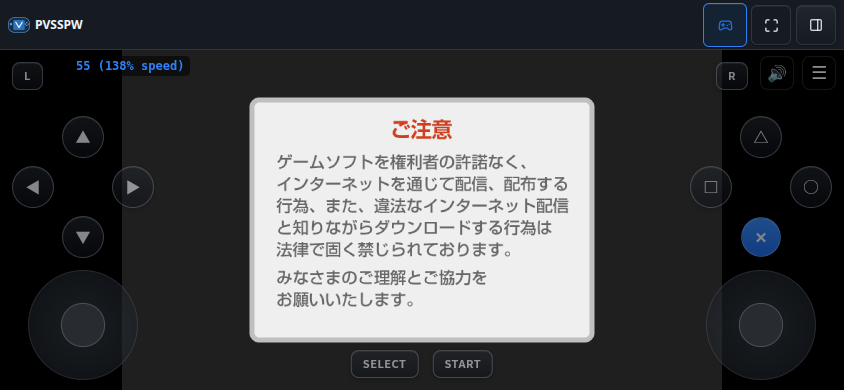 PVSSPW
L
55 (138% speed)
R
ご注意
ゲームソフトを権利者の許諾なく、
インターネットを通じて配信、配布する
行為、また、違法なインターネット配信
と知りながらダウンロードする行為は
法律で固く禁じられております。
みなさまのご理解とご協力を
お願いいたします。
SELECT
START